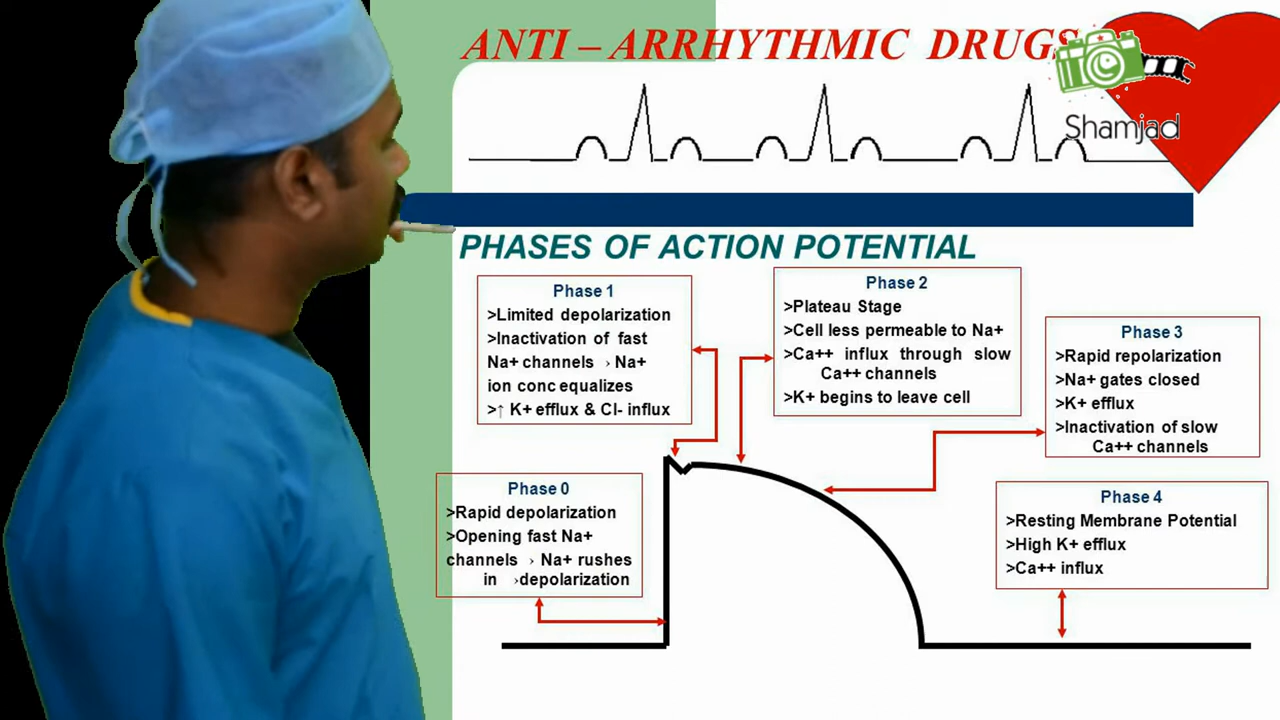 ANTI – ARRHYTHMIC DRUGS
Shamjad
PHASES OF ACTION POTENTIAL
Phase 1
>Limited depolarization
>Inactivation of fast
Na+ channels → Na+
ion conc equalizes
>↑ K+ efflux & Cl- influx
Phase 2
>Plateau Stage
>Cell less permeable to Na+
>Ca++ influx through slow
Ca++ channels
>K+ begins to leave cell
Phase 3
>Rapid repolarization
>Na+ gates closed
>K+ efflux
>Inactivation of slow
Ca++ channels
Phase 0
>Rapid depolarization
>Opening fast Na+
channels → Na+ rushes
in →depolarization
Phase 4
>Resting Membrane Potential
>High K+ efflux
>Ca++ influx